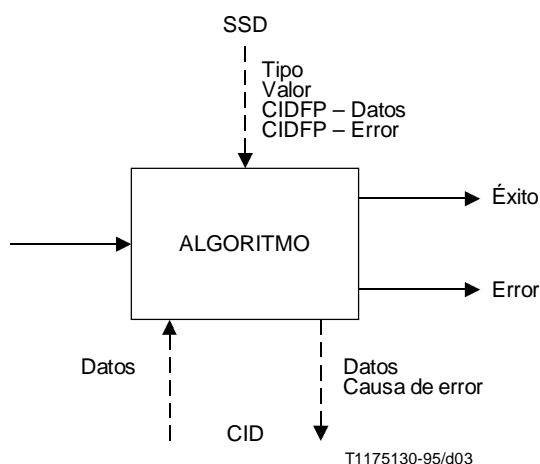 SSD
Tipo
Valor
CIDFP – Datos
CIDFP – Error
Éxito
ALGORITMO
Error
Datos
Datos
Causa de error
CID
T1175130-95/d03